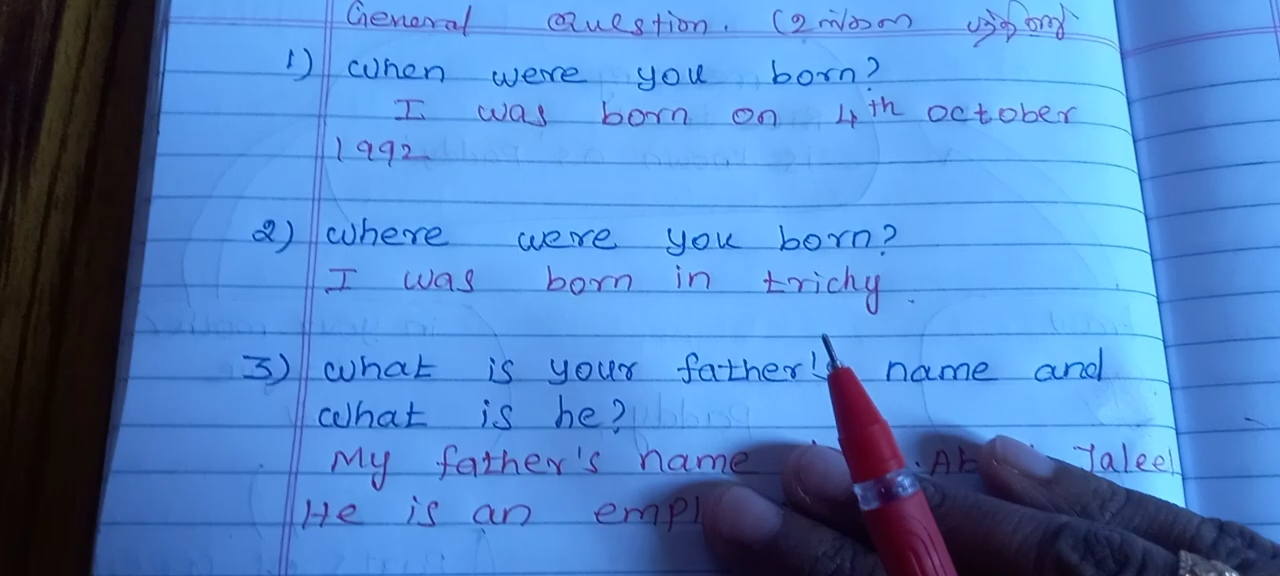 General Question. (2
1) When were you born?
I was born on 4th october
1992
2) where were you born?
I was born in trichy.
3) what is your father's name and
what is he?
My father's name Jaleel
He is an